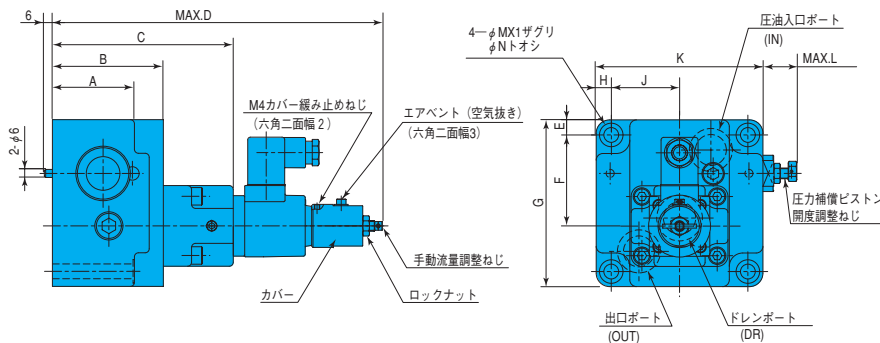 6
MAX.D
C
B
A
2-φ6
M4カバー緩み止めねじ
（六角二面幅２）
エアベント（空気抜き）
（六角二面幅3）
手動流量調整ねじ
ロックナット
カバー
4―φMX1ザグリ
φNトオシ
圧油入口ポート
(IN)
K
MAX.L
H
J
E
F
G
圧力補償ピストン
開度調整ねじ
出口ポート
(OUT)
ドレンポート
(DR)